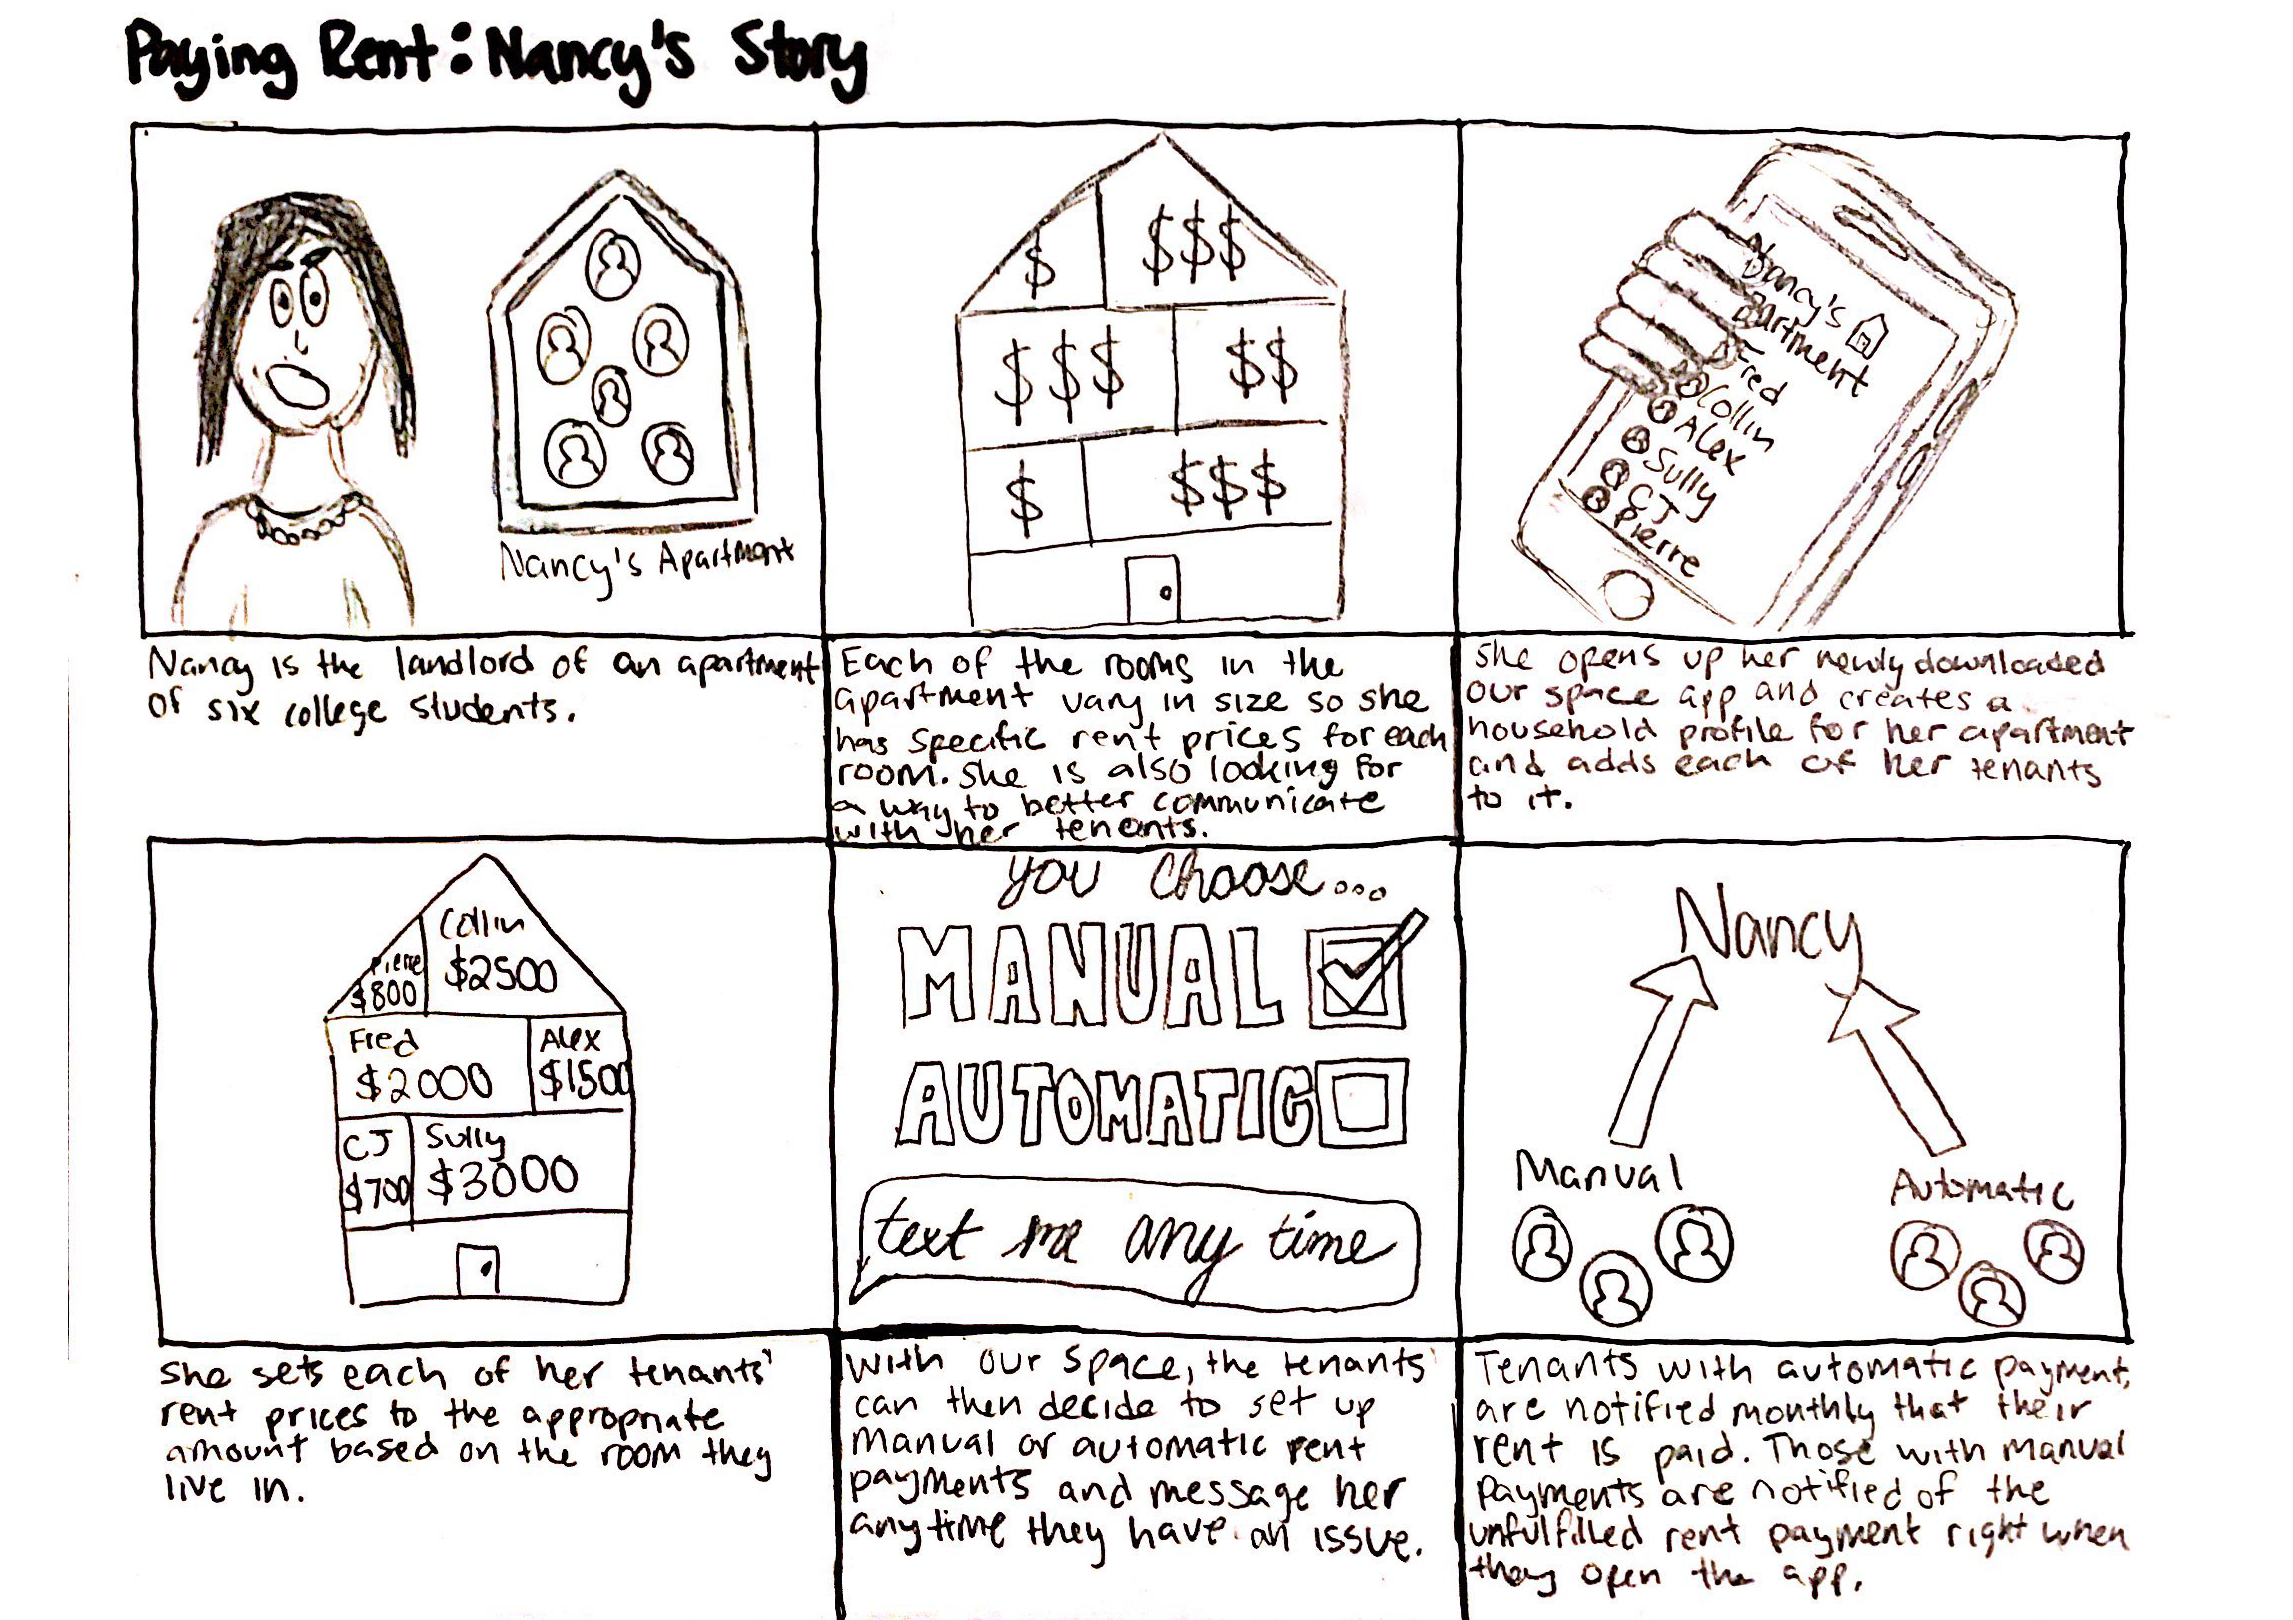 Paying Rent: Nancy's Story
Nancy's Apartment
Nancy is the landlord of an apartment
of six college students.
$
$$$
$$$
$$
$
$$$
Each of the rooms in the
apartment vary in size so she
has specific rent prices for each
room. She is also looking for
a way to better communicate
with her tenants.
Nancy's
partment
Fred
Collin
Alex
Sully
CJ
Pierre
She opens up her newly downloaded
our space app and creates a
household profile for her apartment
and adds each of her tenants
to it.
Collin
$2500
Pierre
$800
Fred
$2000
Alex
$1500
CJ
$700
Sully
$3000
She sets each of her tenants'
rent prices to the appropriate
amount based on the room they
live in.
you choose...
MANUAL
AUTOMATIC
text me any time
With our space, the tenants
can then decide to set up
manual or automatic rent
payments and message her
anytime they have an issue.
Nancy
Manual
Automatic
Tenants with automatic payment,
are notified monthly that their
rent is paid. Those with manual
payments are notified of the
unfulfilled rent payment right when
they open the app.